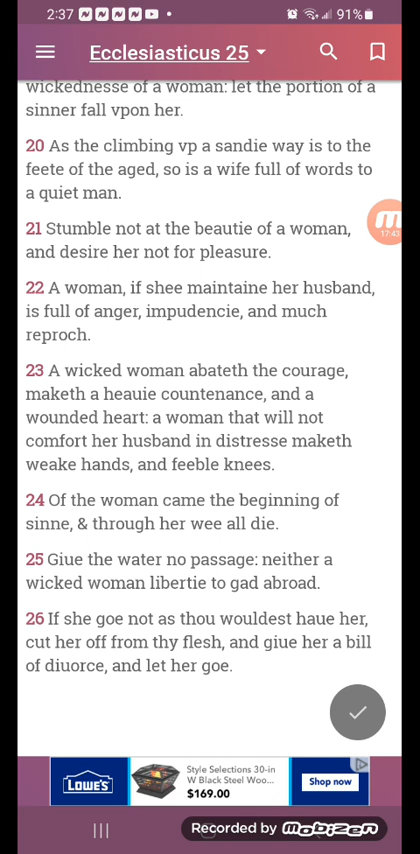 2:37
91%
Ecclesiasticus 25
wickednesse of a woman: let the portion of a
sinner fall vpon her.
20 As the climbing vp a sandie way is to the
feete of the aged, so is a wife full of words to
a quiet man.
21 Stumble not at the beautie of a woman,
and desire her not for pleasure.
22 A woman, if shee maintaine her husband,
is full of anger, impudencie, and much
reproch.
23 A wicked woman abateth the courage,
maketh a heauie countenance, and a
wounded heart: a woman that will not
comfort her husband in distresse maketh
weake hands, and feeble knees.
24 Of the woman came the beginning of
sinne, & through her wee all die.
25 Giue the water no passage: neither a
wicked woman libertie to gad abroad.
26 If she goe not as thou wouldest haue her,
cut her off from thy flesh, and giue her a bill
of diuorce, and let her goe.
17:43
LOWE'S
Style Selections 30-in
W Black Steel Woo...
$169.00
Shop now
Recorded by mobizen